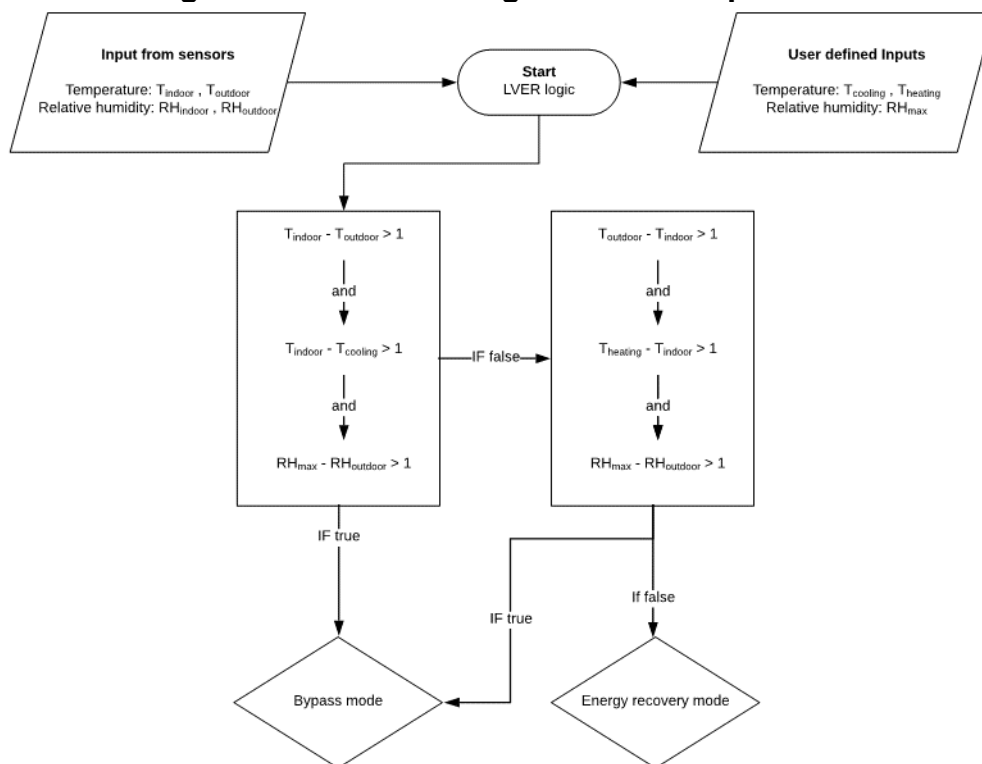 Input from sensors
Temperature: Tindoor , Toutdoor
Relative humidity: RHindoor , RHoutdoor
Start
LVER logic
User defined Inputs
Temperature: Tcooling , Theating
Relative humidity: RHmax
Tindoor - Toutdoor > 1
and
Tindoor - Tcooling > 1
and
RHmax - RHoutdoor > 1
IF false
Toutdoor - Tindoor > 1
and
Theating - Tindoor > 1
and
RHmax - RHoutdoor > 1
IF true
IF true
If false
Bypass mode
Energy recovery mode